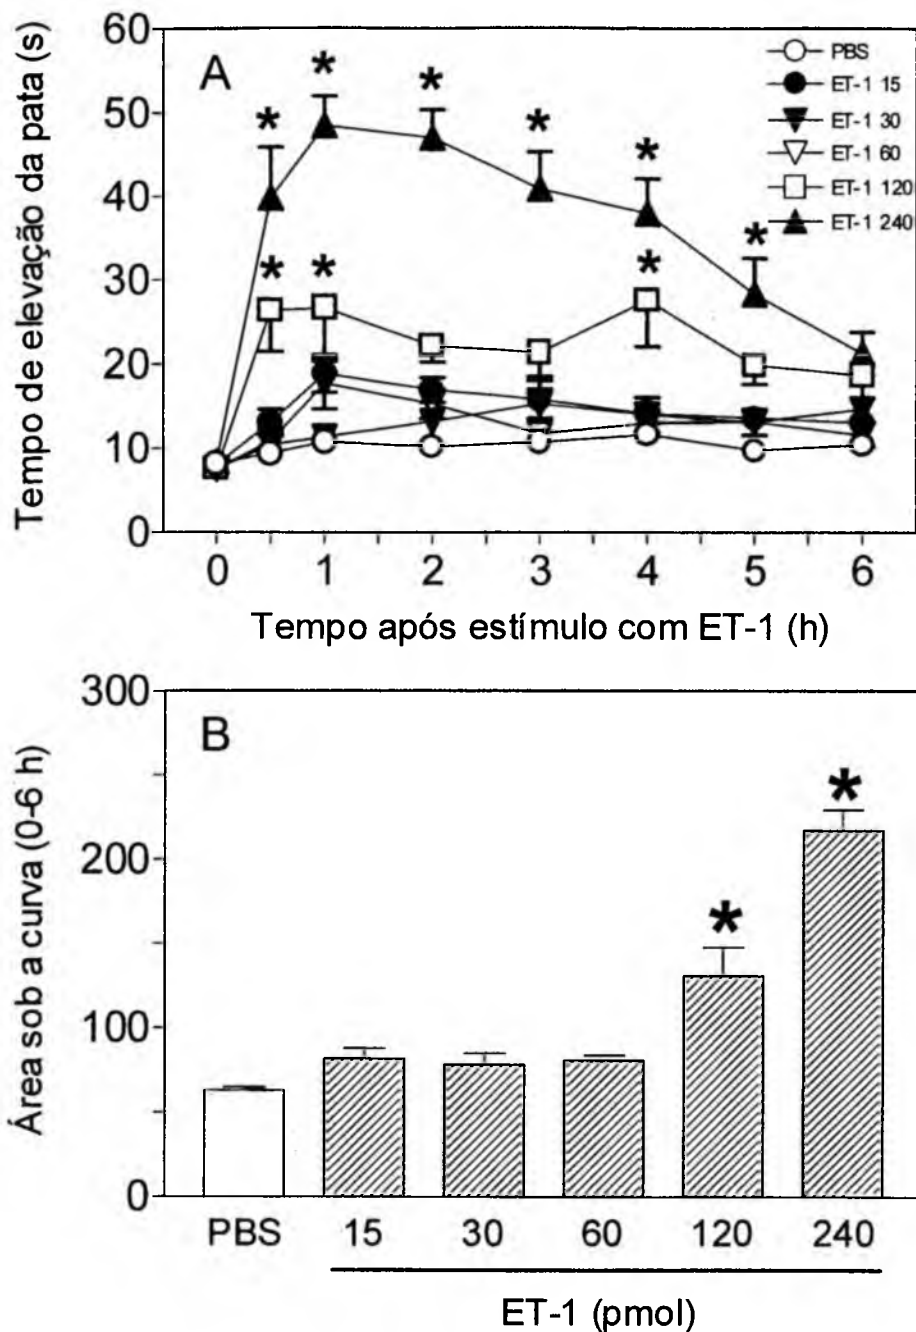 A
Tempo de elevação da pata (s)
60
50
40
30
20
10
0
* * * * * *
* * *
PBS
ET-1 15
ET-1 30
ET-1 60
ET-1 120
ET-1 240
0 1 2 3 4 5 6
Tempo após estímulo com ET-1 (h)
B
Área sob a curva (0-6 h)
300
200
100
0
* *
PBS 15 30 60 120 240
ET-1 (pmol)